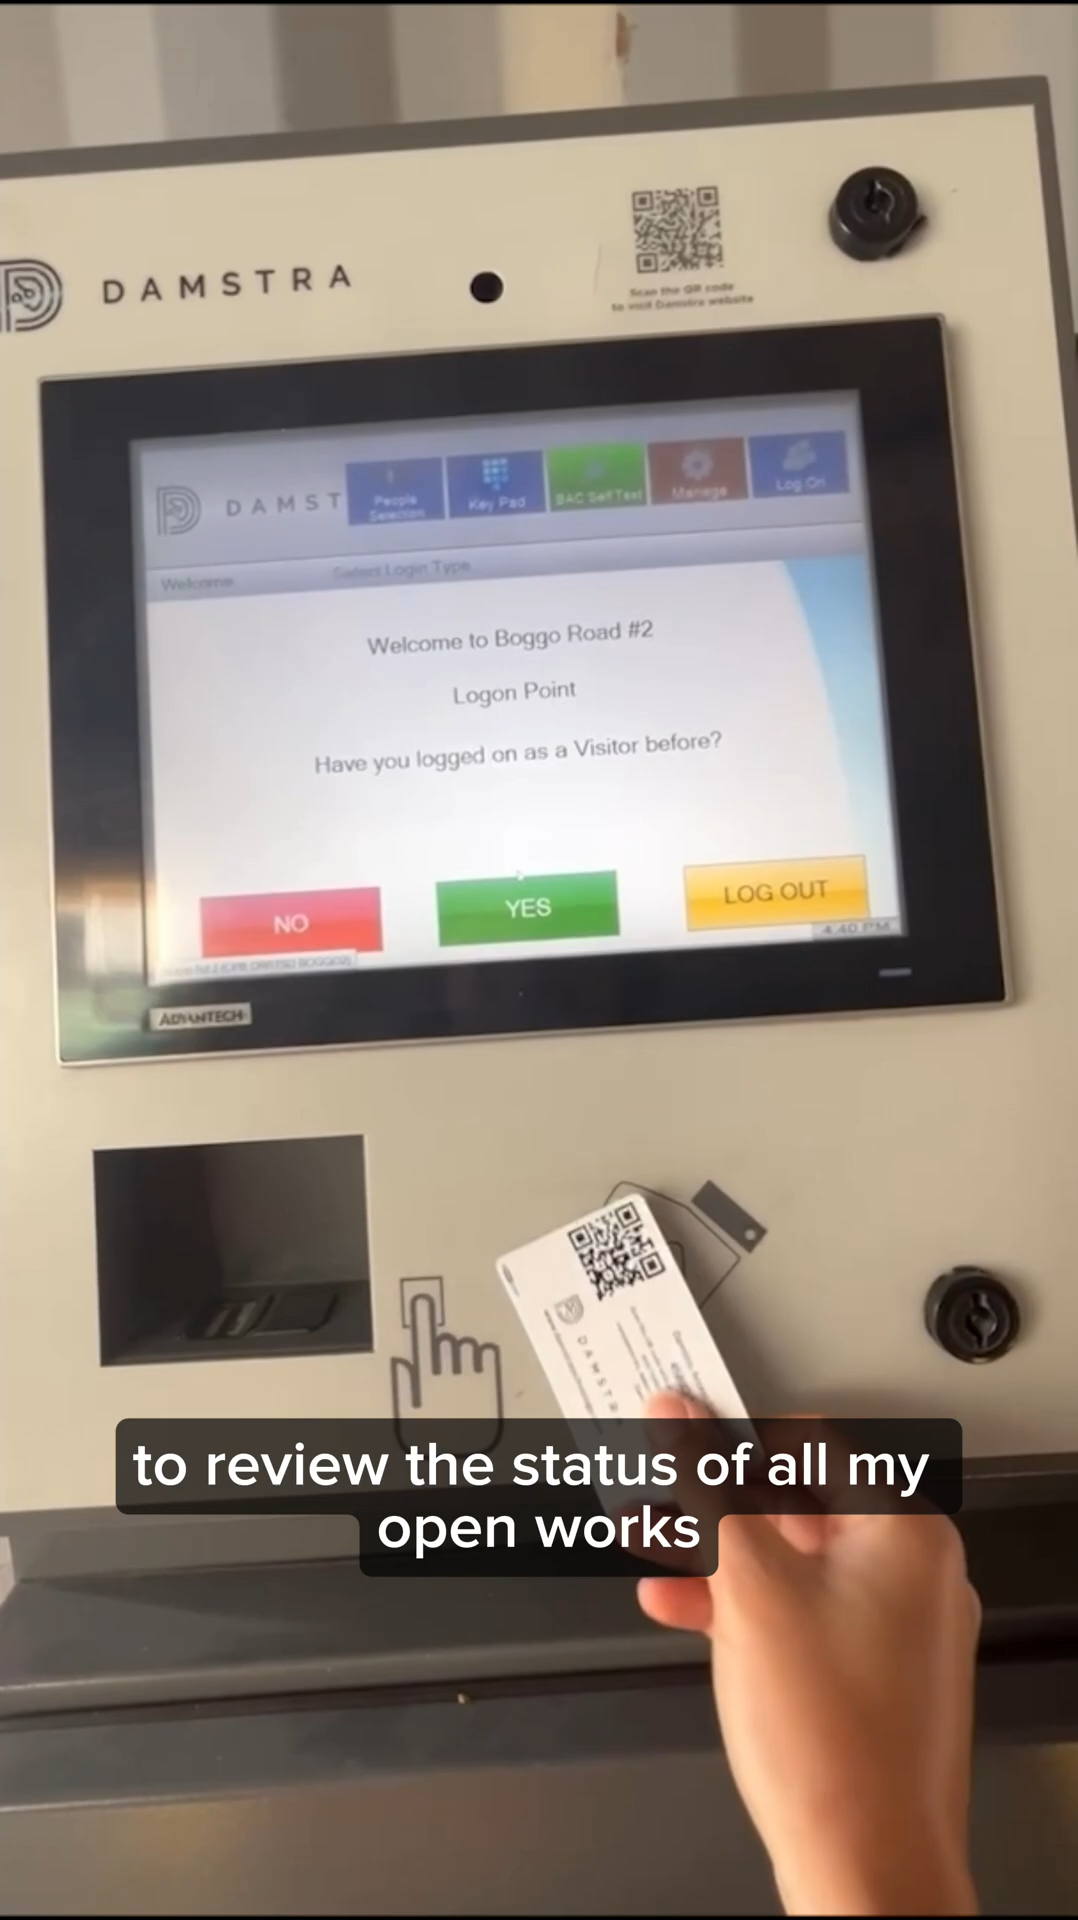 DAMSTRA
Scan the QR code
to visit Damstra website
DAMST
People
Selection
Key Pad
BAC Self Test
Manage
Log On
Welcome
Select Login Type
Welcome to Boggo Road #2
Logon Point
Have you logged on as a Visitor before?
NO
YES
LOG OUT
4:40 PM
ADVANTECH
DAMSTRA
to review the status of all my
open works